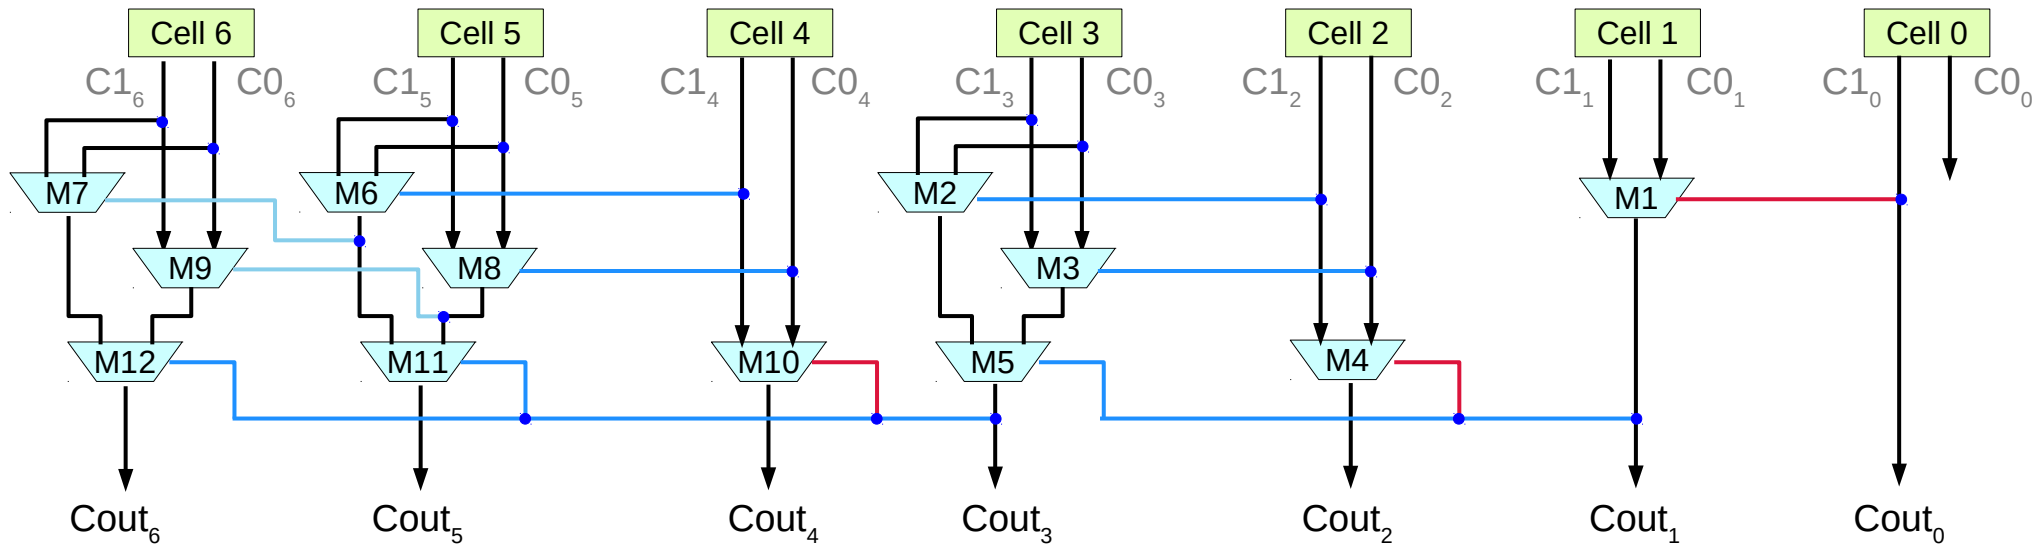 Cell 6 Cell 5 Cell 4 Cell 3 Cell 2 Cell 1 Cell 0
C1₆ C0₆ C1₅ C0₅ C1₄ C0₄ C1₃ C0₃ C1₂ C0₂ C1₁ C0₁ C1₀ C0₀
M7 M6 M2 M1
M9 M8 M3
M12 M11 M10 M5 M4
Cout₆ Cout₅ Cout₄ Cout₃ Cout₂ Cout₁ Cout₀